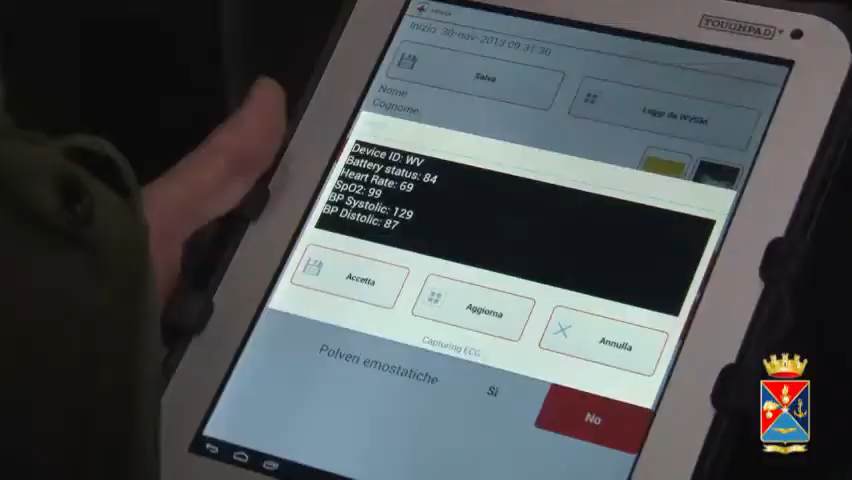 TOUGHPAD
Inizio 30-nov-2013 09.31.30
Salva
Leggi da WVSM
Nome
Cognome
Device ID: WV
Battery status: 84
Heart Rate: 69
SpO2: 99
BP Systolic: 129
BP Distolic: 87
Accetta
Aggiorna
Annulla
Capturing ECG
Polveri emostatiche
Si
No